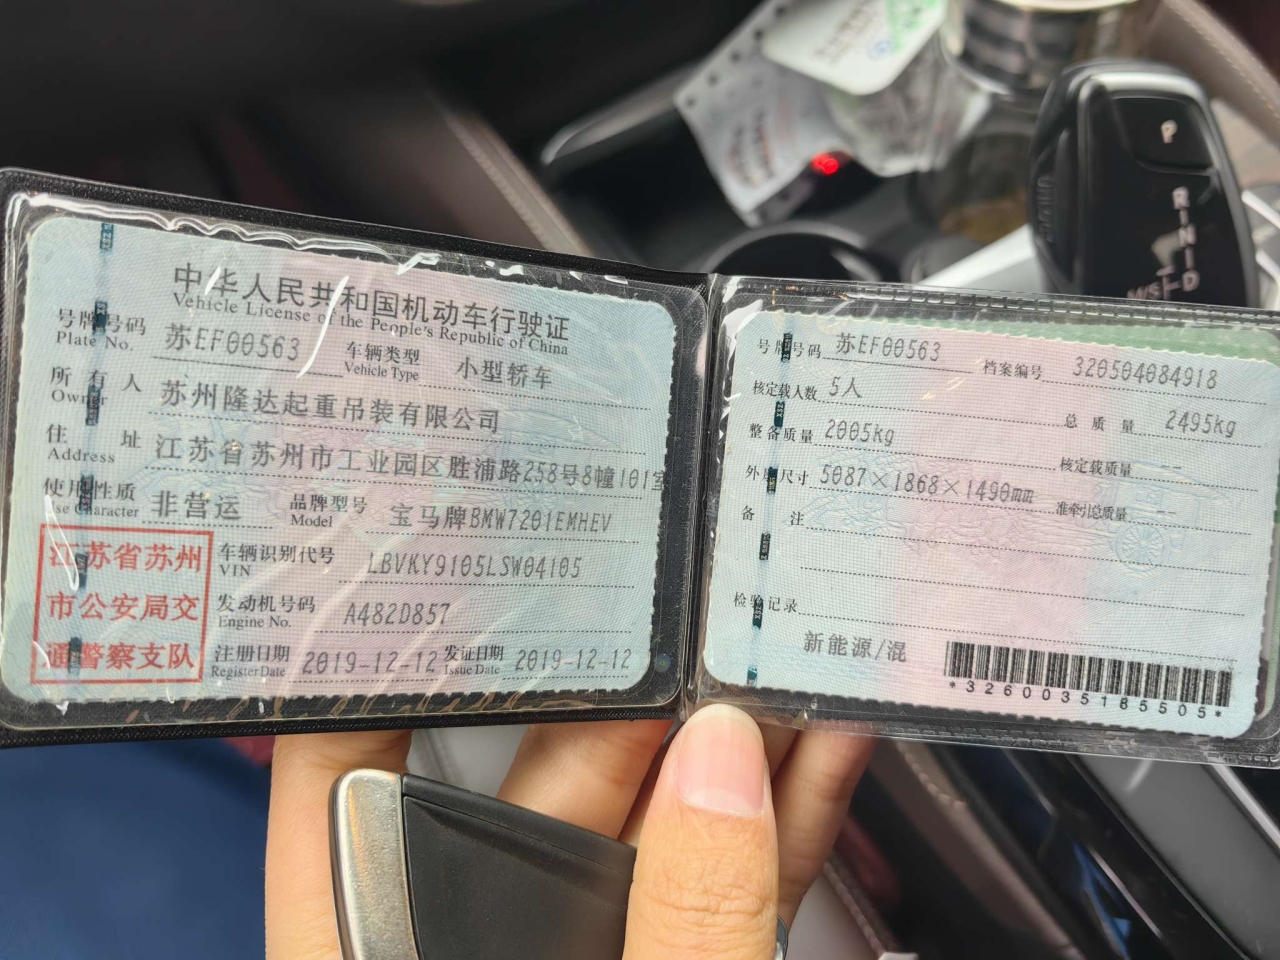 中华人民共和国机动车行驶证
Vehicle License of the People's Republic of China
号牌号码 苏EF00563 车辆类型 小型轿车
Plate No. Vehicle Type
所有人 苏州隆达起重吊装有限公司
Owner
住址 江苏省苏州市工业园区胜浦路258号8幢101室
Address
使用性质 非营运 品牌型号 宝马牌BMW7201EMHEV
Use Character Model
江苏省苏州
市公安局交
通警察支队
车辆识别代号 LBVKY9105LSW04105
VIN
发动机号码 A482D857
Engine No.
注册日期 2019-12-12 发证日期 2019-12-12
Register Date Issue Date
号牌号码 苏EF00563 档案编号 320504084918
核定载人数 5人 总质量 2495kg
整备质量 2005kg 核定载质量 --
外廓尺寸 5087×1868×1490mm 准牵引总质量 --
备注
检验记录
新能源/混
*3260035185505*
P
R
N
D
M/S